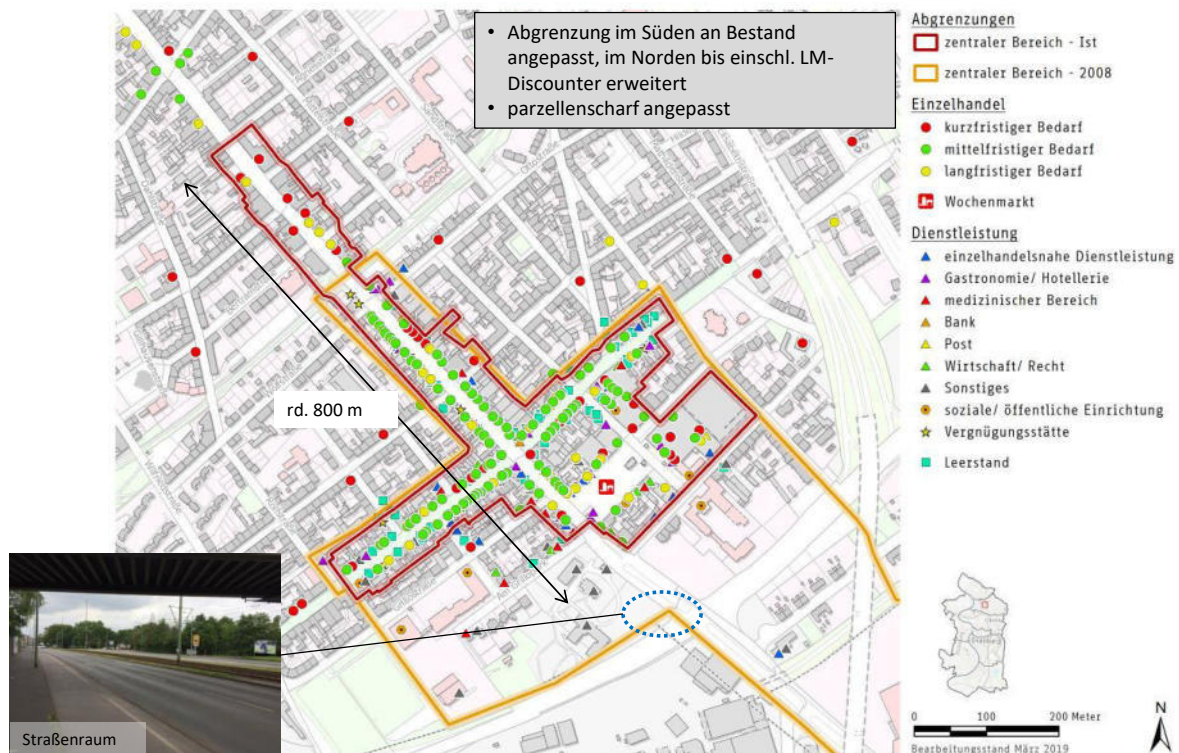 • Abgrenzung im Süden an Bestand
angepasst, im Norden bis einschl. LM-
Discounter erweitert
• parzellenscharf angepasst
rd. 800 m
Straßenraum
Abgrenzungen
zentraler Bereich - Ist
zentraler Bereich - 2008
Einzelhandel
kurzfristiger Bedarf
mittelfristiger Bedarf
langfristiger Bedarf
Wochenmarkt
Dienstleistung
einzelhandelsnahe Dienstleistung
Gastronomie/ Hotellerie
medizinischer Bereich
Bank
Post
Wirtschaft/ Recht
Sonstiges
soziale/ öffentliche Einrichtung
Vergnügungsstätte
Leerstand
0 100 200 Meter
Bearbeitungsstand März 2019
N